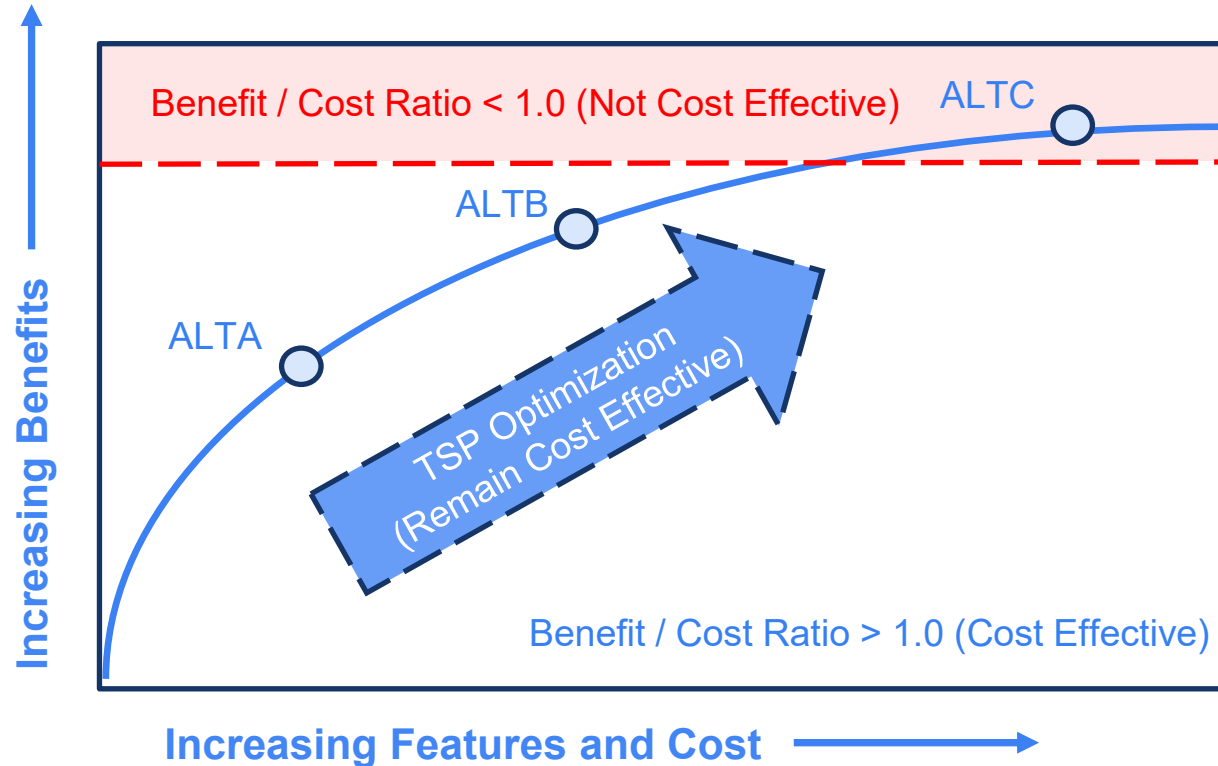 Increasing Benefits
Benefit / Cost Ratio < 1.0 (Not Cost Effective)
ALTC
ALTB
ALTA
TSP Optimization
(Remain Cost Effective)
Benefit / Cost Ratio > 1.0 (Cost Effective)
Increasing Features and Cost